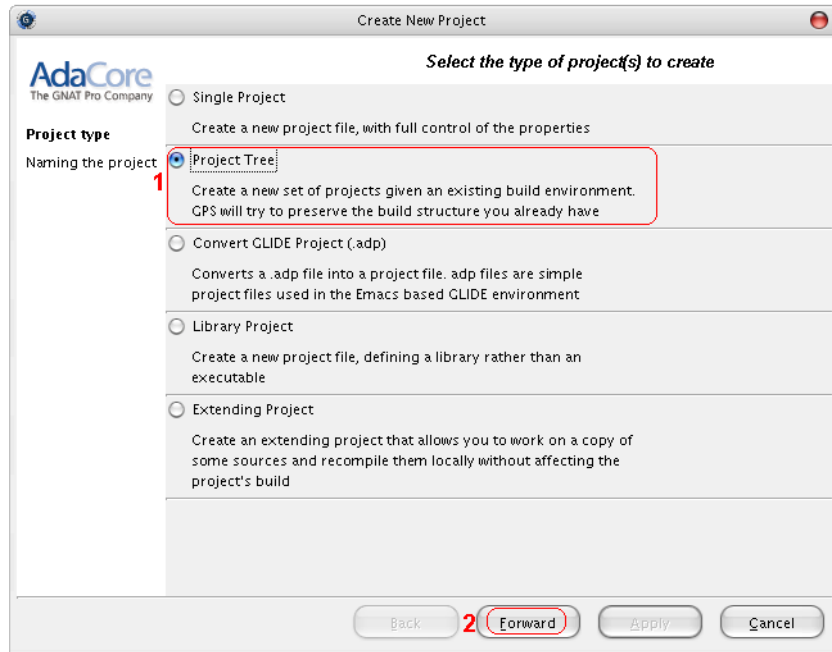 Create New Project
AdaCore
The GNAT Pro Company
Project type
Naming the project
Select the type of project(s) to create
Single Project
Create a new project file, with full control of the properties
1
Project Tree
Create a new set of projects given an existing build environment.
GPS will try to preserve the build structure you already have
Convert GLIDE Project (.adp)
Converts a .adp file into a project file. adp files are simple
project files used in the Emacs based GLIDE environment
Library Project
Create a new project file, defining a library rather than an
executable
Extending Project
Create an extending project that allows you to work on a copy of
some sources and recompile them locally without affecting the
project's build
Back
2
Forward
Apply
Cancel